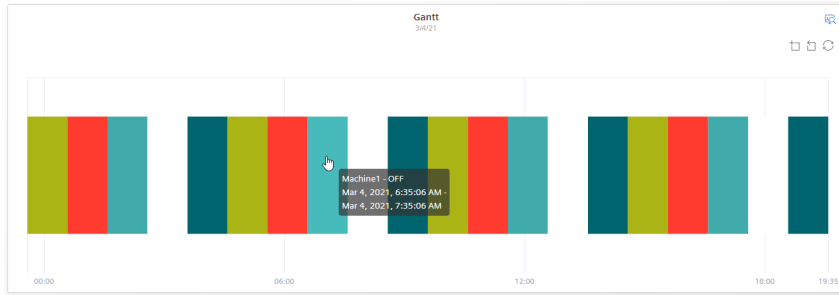 Gantt
3/4/21
Machine1 - OFF
Mar 4, 2021, 6:35:06 AM -
Mar 4, 2021, 7:35:06 AM
00:00
06:00
12:00
18:00
19:35